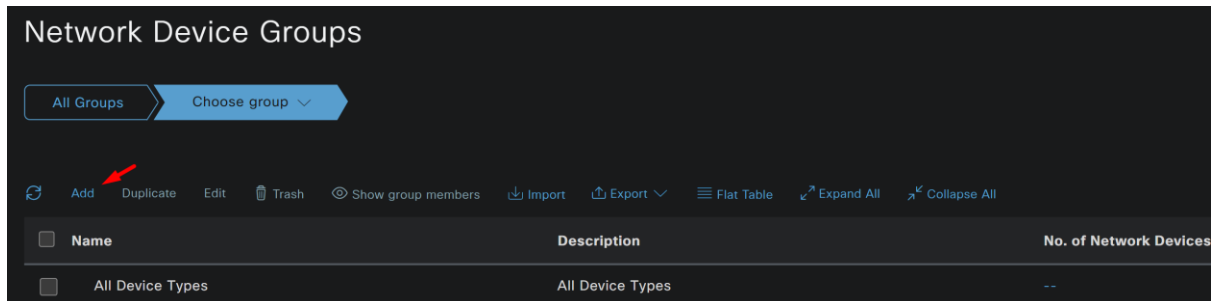 Network Device Groups
All Groups Choose group
Add Duplicate Edit Trash Show group members Import Export Flat Table Expand All Collapse All
Name Description No. of Network Devices
All Device Types All Device Types --